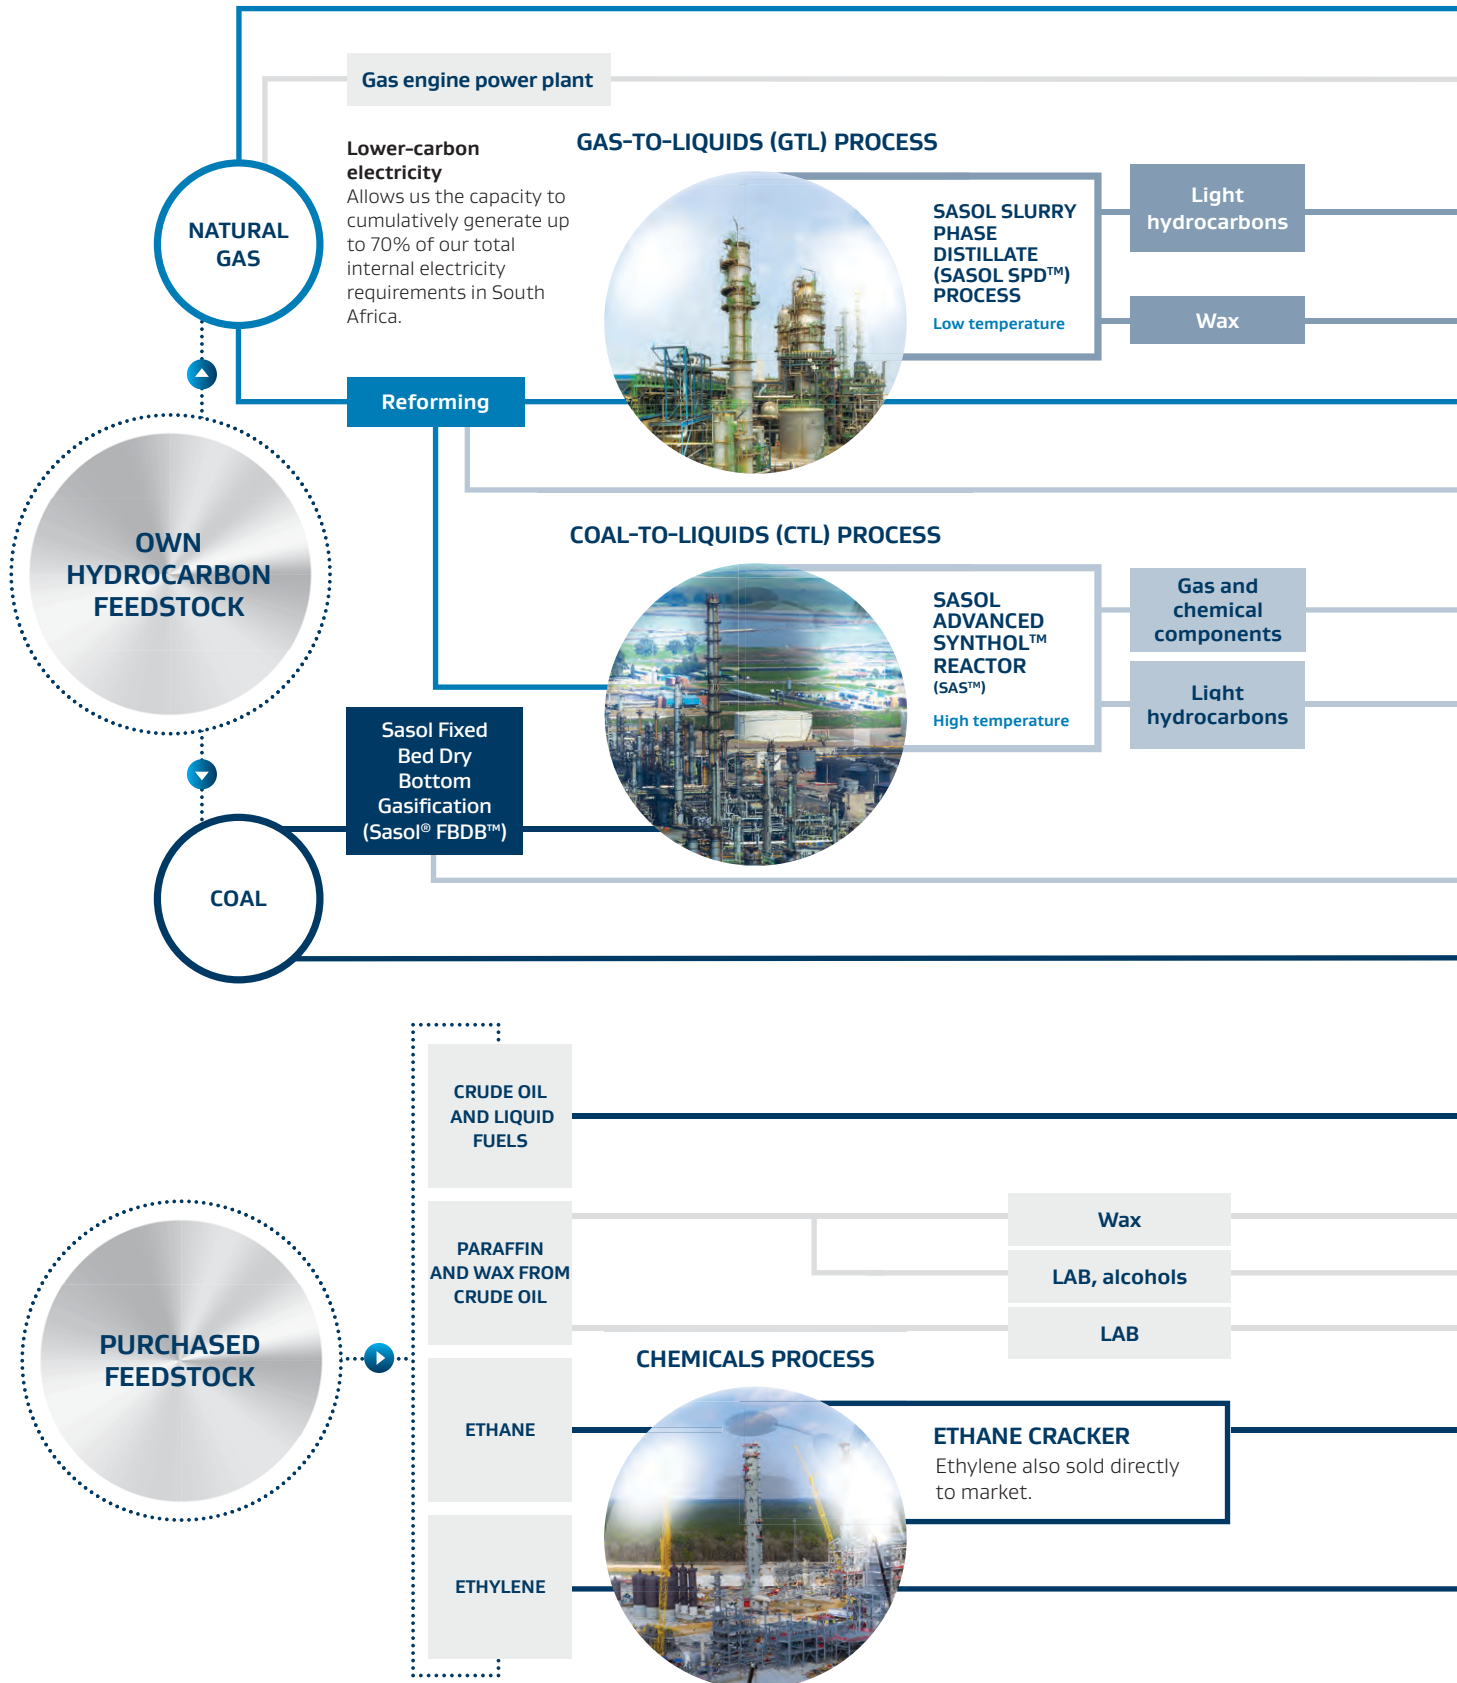 Gas engine power plant
Lower-carbon
electricity
Allows us the capacity to
cumulatively generate up
to 70% of our total
internal electricity
requirements in South
Africa.
NATURAL
GAS
GAS-TO-LIQUIDS (GTL) PROCESS
SASOL SLURRY
PHASE
DISTILLATE
(SASOL SPD™)
PROCESS
Low temperature
Light
hydrocarbons
Wax
Reforming
OWN
HYDROCARBON
FEEDSTOCK
COAL-TO-LIQUIDS (CTL) PROCESS
SASOL
ADVANCED
SYNTHOL™
REACTOR
(SAS™)
High temperature
Gas and
chemical
components
Light
hydrocarbons
Sasol Fixed
Bed Dry
Bottom
Gasification
(Sasol® FBDB™)
COAL
PURCHASED
FEEDSTOCK
CRUDE OIL
AND LIQUID
FUELS
PARAFFIN
AND WAX FROM
CRUDE OIL
Wax
LAB, alcohols
LAB
CHEMICALS PROCESS
ETHANE
ETHANE CRACKER
Ethylene also sold directly
to market.
ETHYLENE